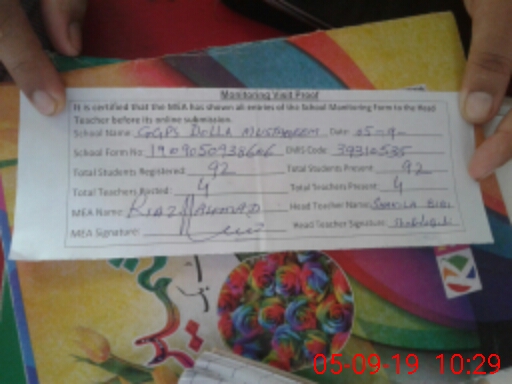 Monitoring Visit Proof
It is certified that the MEA has shown all entries of the School Monitoring Form to the Head
Teacher before its online submission.
School Name GGPS DOLLA MUSTAQEEM Date: 05-9-
School Form No: EMIS Code: 39310535
Total Students Registered: 92 Total Students Present: 92
Total Teachers Posted: 4 Total Teachers Present: 4
MEA Name: RIAZ AHMAD Head Teacher Name: SHAKILA BIBI
MEA Signature: Head Teacher Signature:
05-09-19 10:29